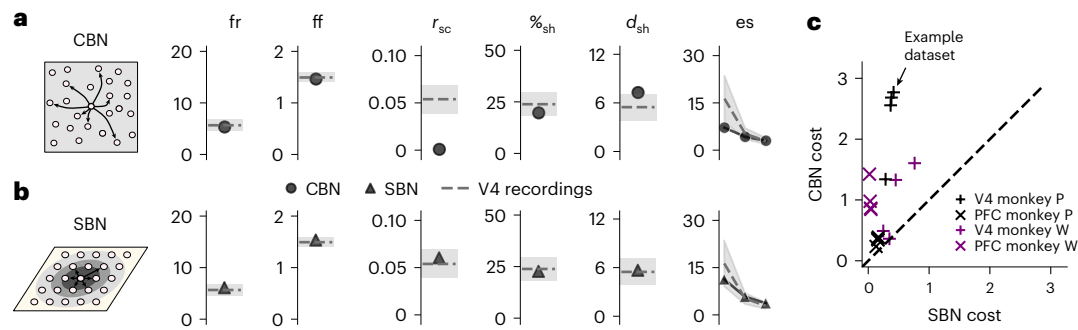 a
CBN
fr
ff
rsc
%sh
dsh
es
20
10
0
2
1
0
0.10
0.05
0
50
25
0
12
6
0
30
15
0
CBN SBN V4 recordings
b
SBN
20
10
0
2
1
0
0.10
0.05
0
50
25
0
12
6
0
30
15
0
c
Example
dataset
CBN cost
3
2
1
0
V4 monkey P
PFC monkey P
V4 monkey W
PFC monkey W
0 1 2 3
SBN cost